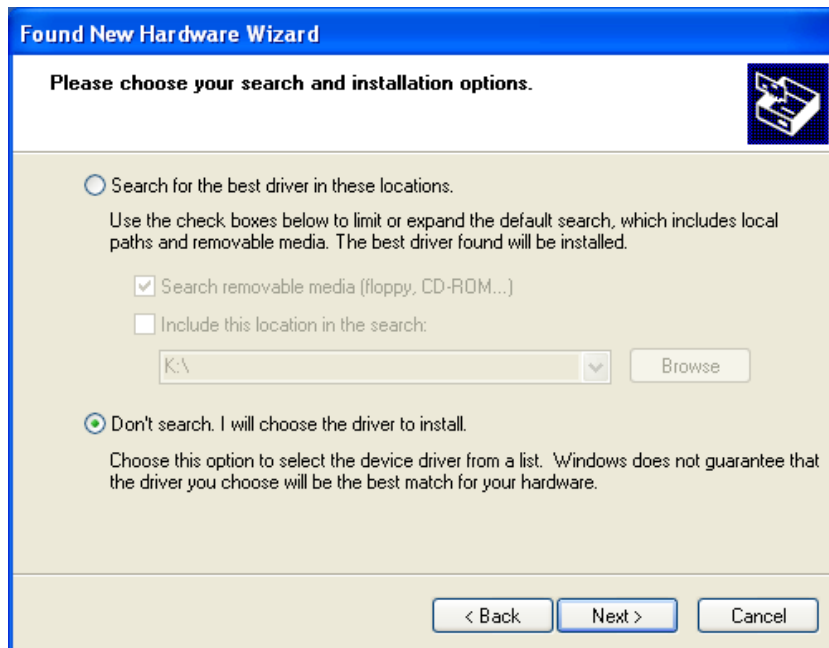 Found New Hardware Wizard
Please choose your search and installation options.
Search for the best driver in these locations.
Use the check boxes below to limit or expand the default search, which includes local
paths and removable media. The best driver found will be installed.
Search removable media (floppy, CD-ROM...)
Include this location in the search:
K:\
Browse
Don't search. I will choose the driver to install.
Choose this option to select the device driver from a list. Windows does not guarantee that
the driver you choose will be the best match for your hardware.
< Back Next > Cancel